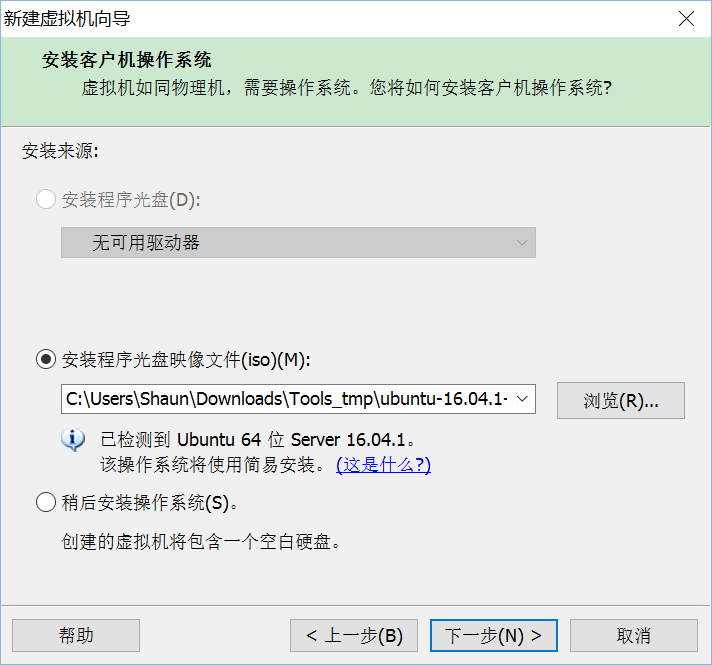 新建虚拟机向导
安装客户机操作系统
虚拟机如同物理机，需要操作系统。您将如何安装客户机操作系统?
安装来源:
安装程序光盘(D):
无可用驱动器
安装程序光盘映像文件(iso)(M):
C:\Users\Shaun\Downloads\Tools_tmp\ubuntu-16.04.1-
浏览(R)...
已检测到 Ubuntu 64 位 Server 16.04.1。
该操作系统将使用简易安装。 (这是什么?)
稍后安装操作系统(S)。
创建的虚拟机将包含一个空白硬盘。
帮助
< 上一步(B)
下一步(N) >
取消